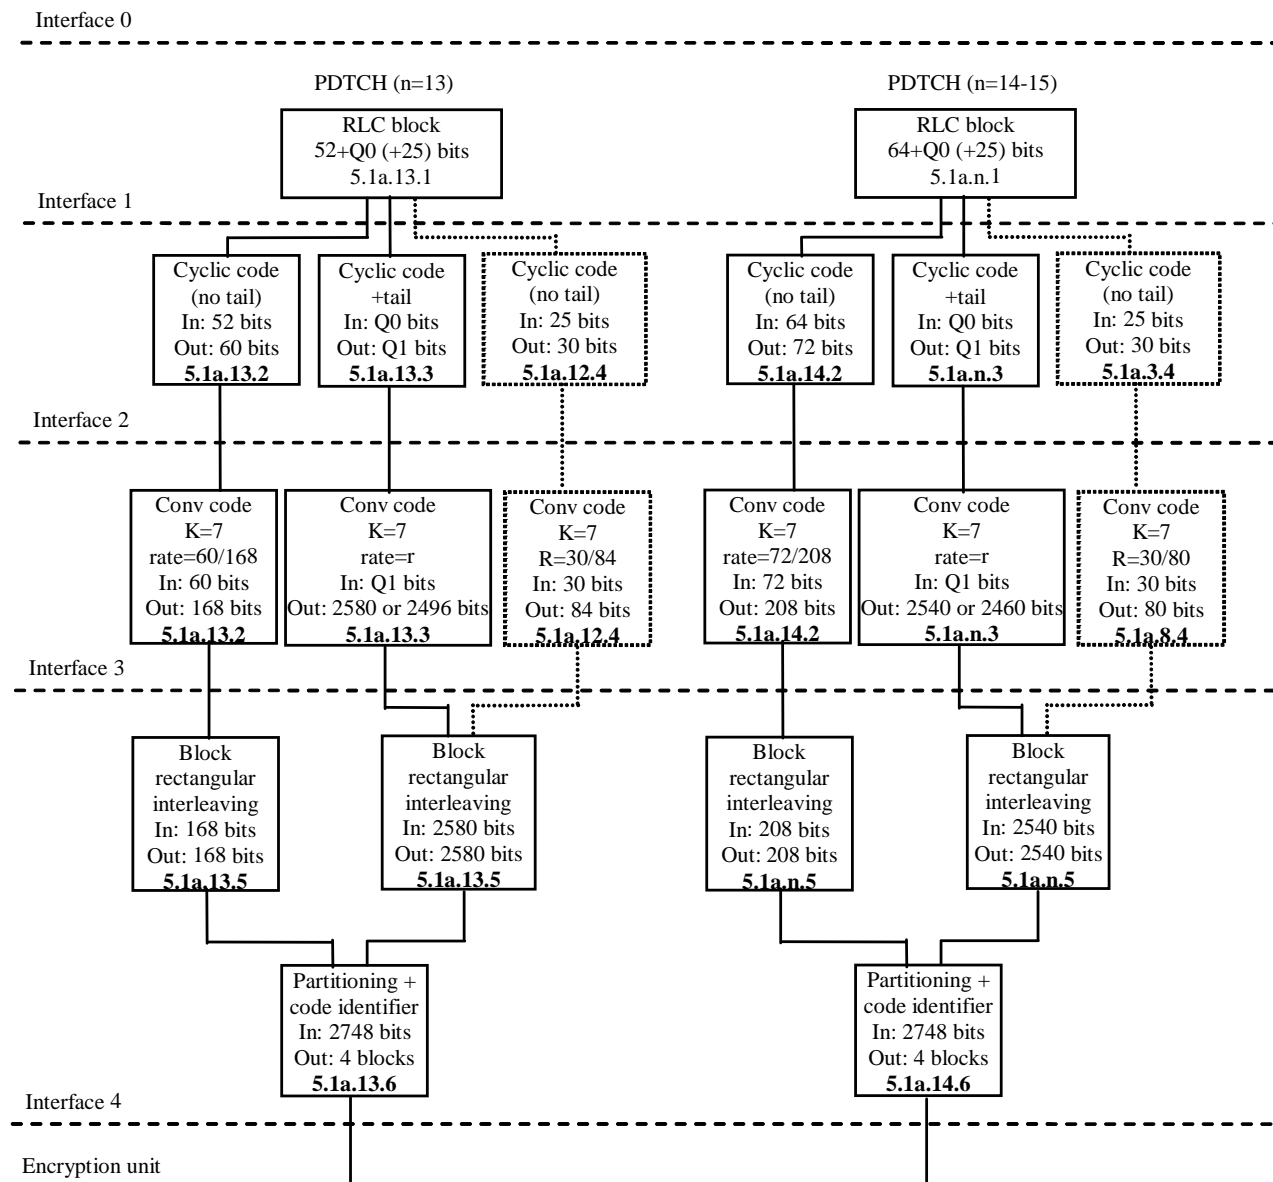 Interface 0
PDTCH (n=13)
PDTCH (n=14-15)
RLC block
52+Q0 (+25) bits
5.1a.13.1
RLC block
64+Q0 (+25) bits
5.1a.n.1
Interface 1
Cyclic code
(no tail)
In: 52 bits
Out: 60 bits
5.1a.13.2
Cyclic code
+tail
In: Q0 bits
Out: Q1 bits
5.1a.13.3
Cyclic code
(no tail)
In: 25 bits
Out: 30 bits
5.1a.12.4
Cyclic code
(no tail)
In: 64 bits
Out: 72 bits
5.1a.14.2
Cyclic code
+tail
In: Q0 bits
Out: Q1 bits
5.1a.n.3
Cyclic code
(no tail)
In: 25 bits
Out: 30 bits
5.1a.3.4
Interface 2
Conv code
K=7
rate=60/168
In: 60 bits
Out: 168 bits
5.1a.13.2
Conv code
K=7
rate=r
In: Q1 bits
Out: 2580 or 2496 bits
5.1a.13.3
Conv code
K=7
R=30/84
In: 30 bits
Out: 84 bits
5.1a.12.4
Conv code
K=7
rate=72/208
In: 72 bits
Out: 208 bits
5.1a.14.2
Conv code
K=7
rate=r
In: Q1 bits
Out: 2540 or 2460 bits
5.1a.n.3
Conv code
K=7
R=30/80
In: 30 bits
Out: 80 bits
5.1a.8.4
Interface 3
Block
rectangular
interleaving
In: 168 bits
Out: 168 bits
5.1a.13.5
Block
rectangular
interleaving
In: 2580 bits
Out: 2580 bits
5.1a.13.5
Block
rectangular
interleaving
In: 208 bits
Out: 208 bits
5.1a.n.5
Block
rectangular
interleaving
In: 2540 bits
Out: 2540 bits
5.1a.n.5
Partitioning +
code identifier
In: 2748 bits
Out: 4 blocks
5.1a.13.6
Partitioning +
code identifier
In: 2748 bits
Out: 4 blocks
5.1a.14.6
Interface 4
Encryption unit